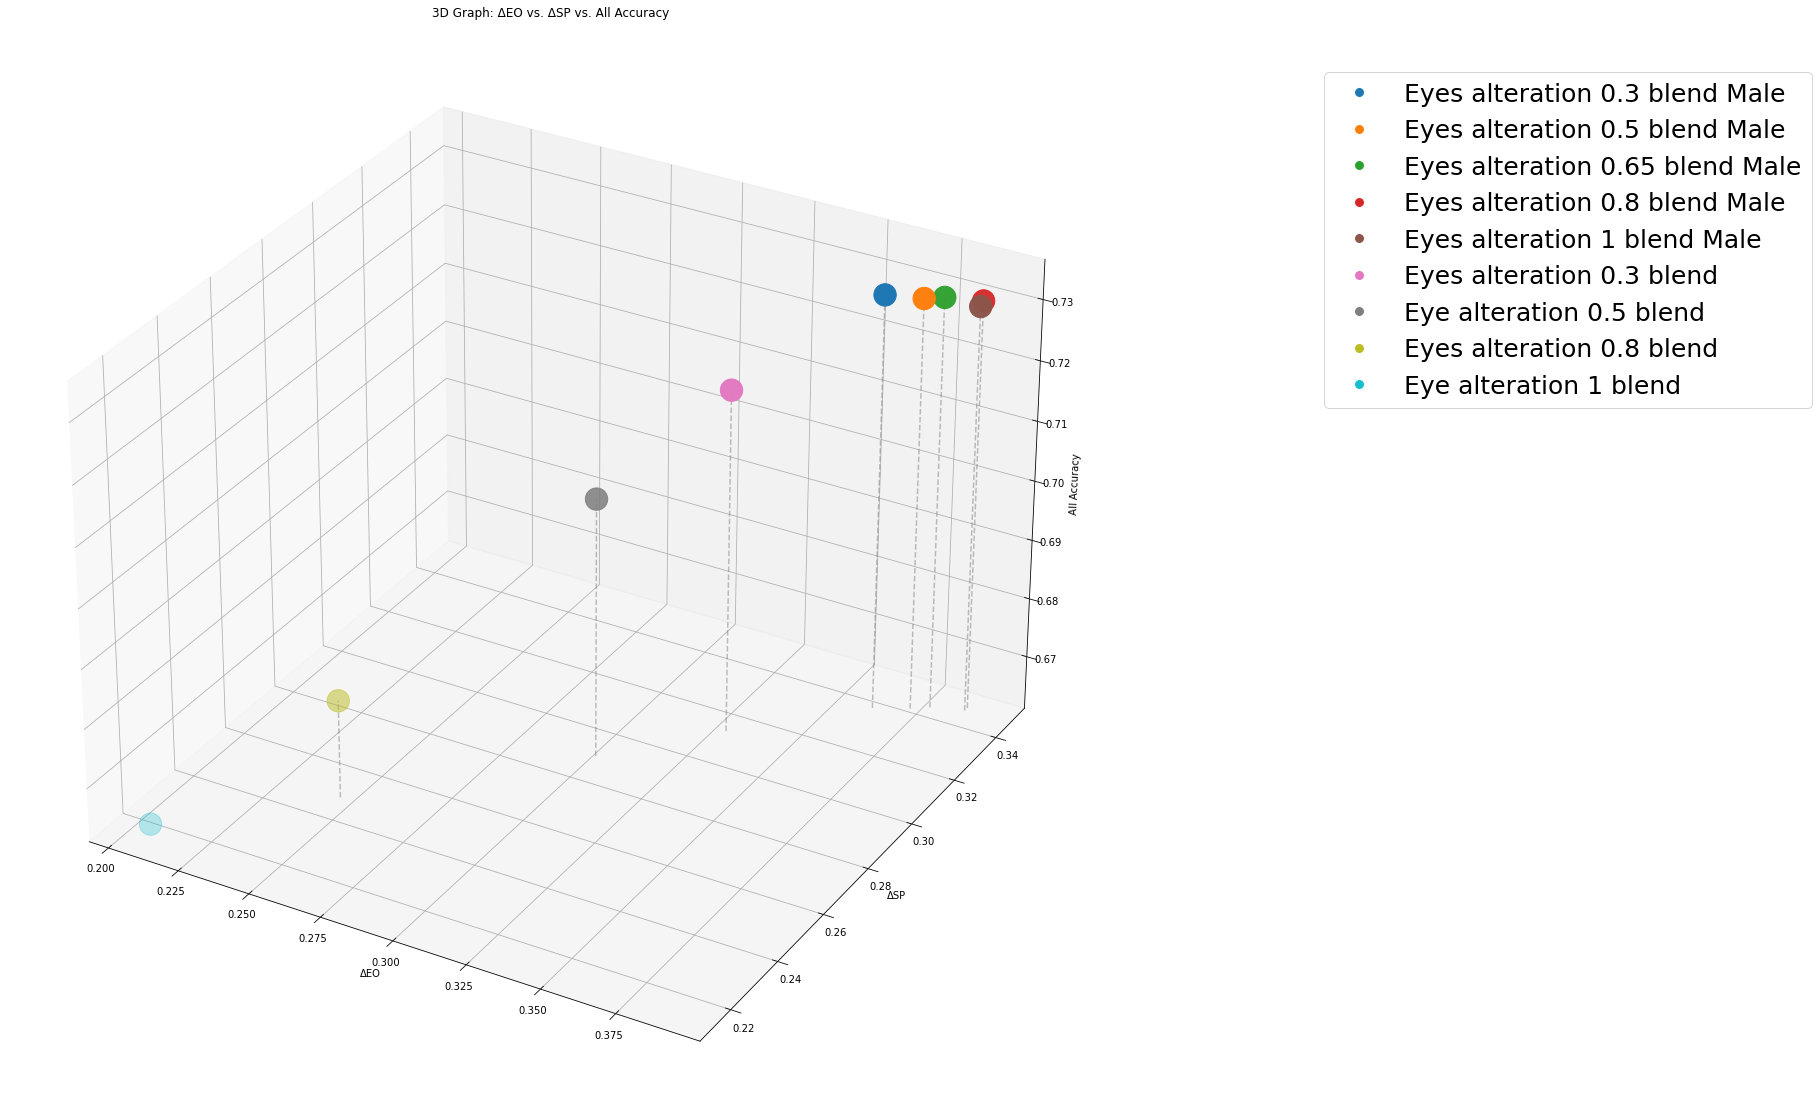 3D Graph: ΔEO vs. ΔSP vs. All Accuracy
Eyes alteration 0.3 blend Male
Eyes alteration 0.5 blend Male
Eyes alteration 0.65 blend Male
Eyes alteration 0.8 blend Male
Eyes alteration 1 blend Male
Eyes alteration 0.3 blend
Eye alteration 0.5 blend
Eyes alteration 0.8 blend
Eye alteration 1 blend
0.73
0.72
0.71
0.70
0.69
0.68
0.67
All Accuracy
0.34
0.32
0.30
0.28
0.26
0.24
0.22
ΔSP
0.200
0.225
0.250
0.275
0.300
0.325
0.350
0.375
ΔEO